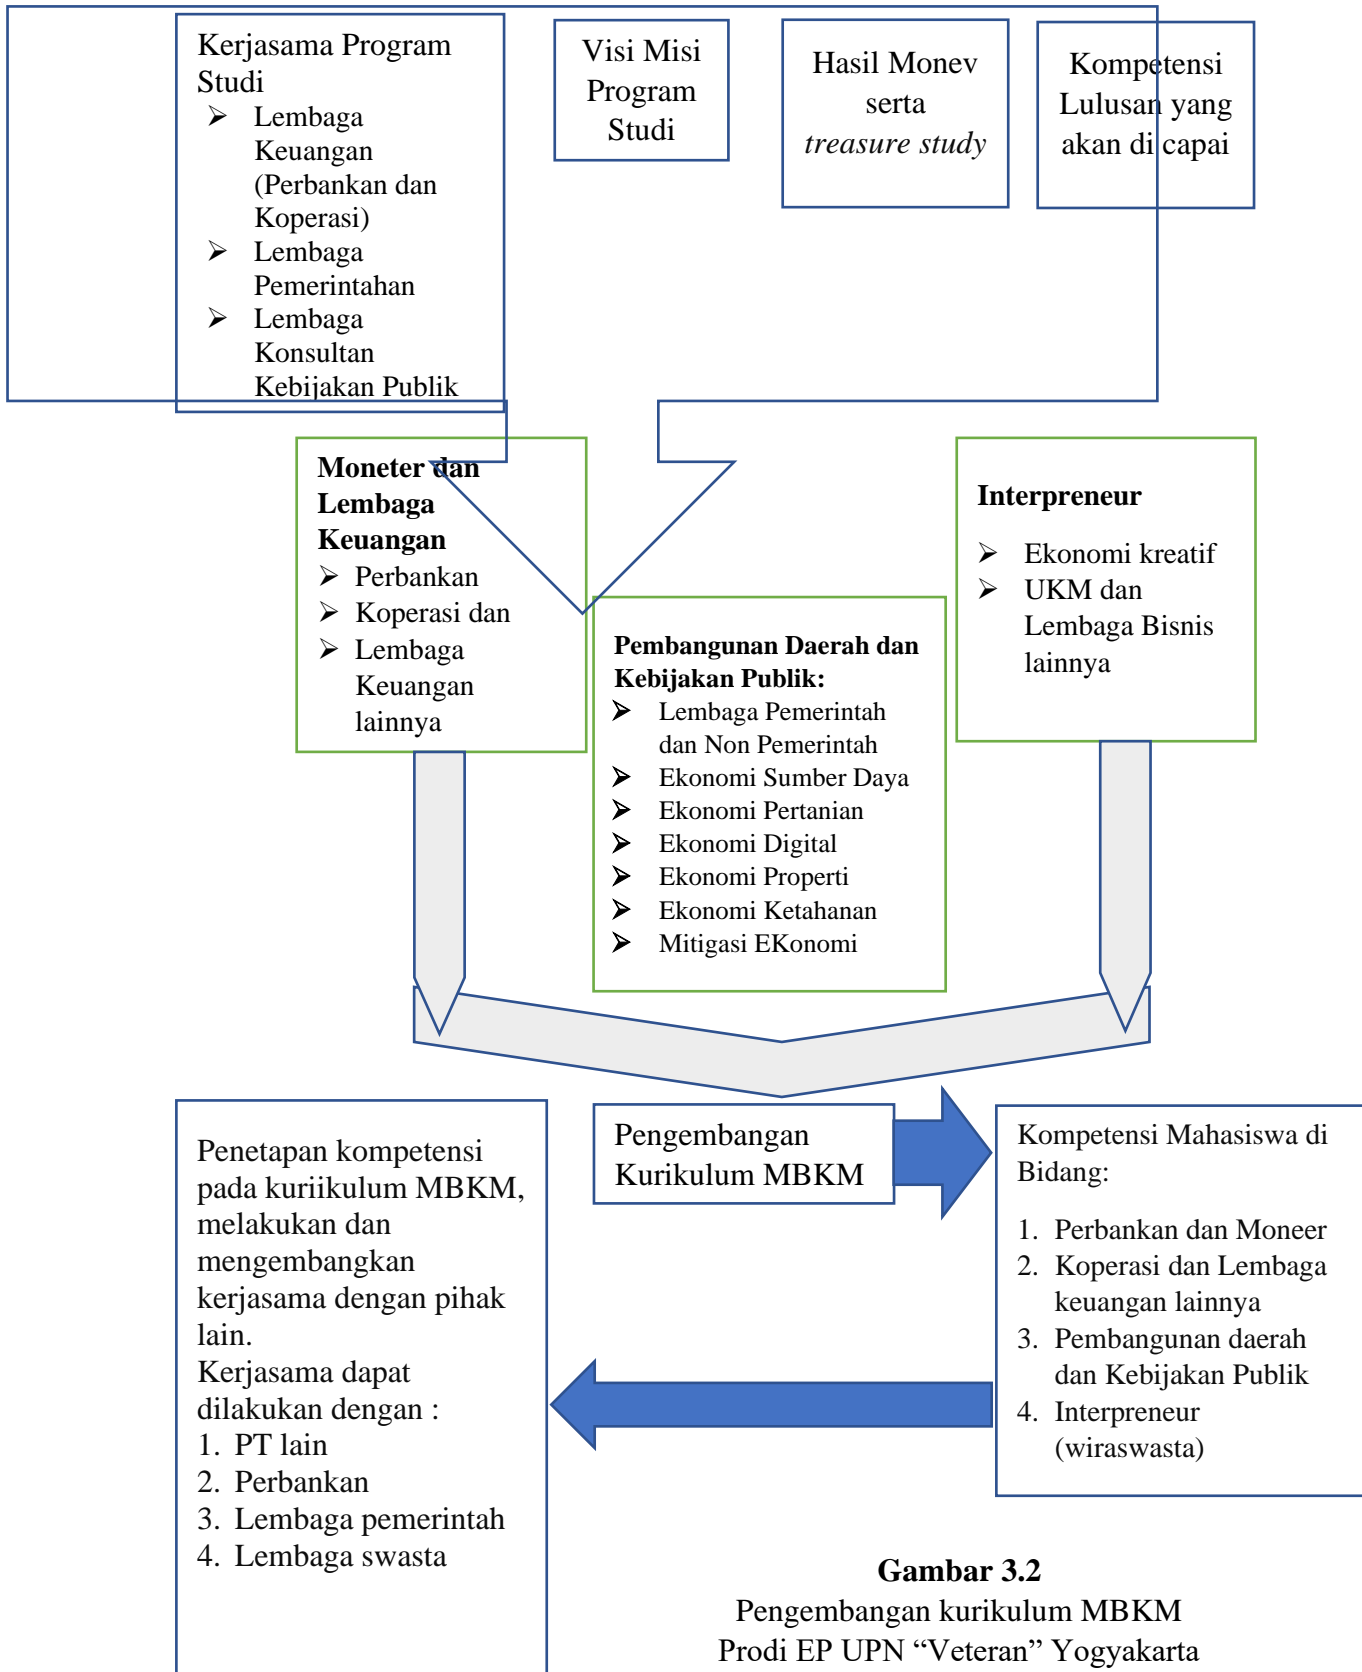 Kerjasama Program
Studi
➢ Lembaga
Keuangan
(Perbankan dan
Koperasi)
➢ Lembaga
Pemerintahan
➢ Lembaga
Konsultan
Kebijakan Publik
Visi Misi
Program
Studi
Hasil Monev
serta
treasure study
Kompetensi
Lulusan yang
akan di capai
Moneter dan
Lembaga
Keuangan
➢ Perbankan
➢ Koperasi dan
➢ Lembaga
Keuangan
lainnya
Pembangunan Daerah dan
Kebijakan Publik:
➢ Lembaga Pemerintah
dan Non Pemerintah
➢ Ekonomi Sumber Daya
➢ Ekonomi Pertanian
➢ Ekonomi Digital
➢ Ekonomi Properti
➢ Ekonomi Ketahanan
➢ Mitigasi EKonomi
Interpreneur
➢ Ekonomi kreatif
➢ UKM dan
Lembaga Bisnis
lainnya
Pengembangan
Kurikulum MBKM
Kompetensi Mahasiswa di
Bidang:
1. Perbankan dan Moneer
2. Koperasi dan Lembaga
keuangan lainnya
3. Pembangunan daerah
dan Kebijakan Publik
4. Interpreneur
(wiraswasta)
Penetapan kompetensi
pada kuriikulum MBKM,
melakukan dan
mengembangkan
kerjasama dengan pihak
lain.
Kerjasama dapat
dilakukan dengan :
1. PT lain
2. Perbankan
3. Lembaga pemerintah
4. Lembaga swasta
Gambar 3.2
Pengembangan kurikulum MBKM
Prodi EP UPN “Veteran” Yogyakarta